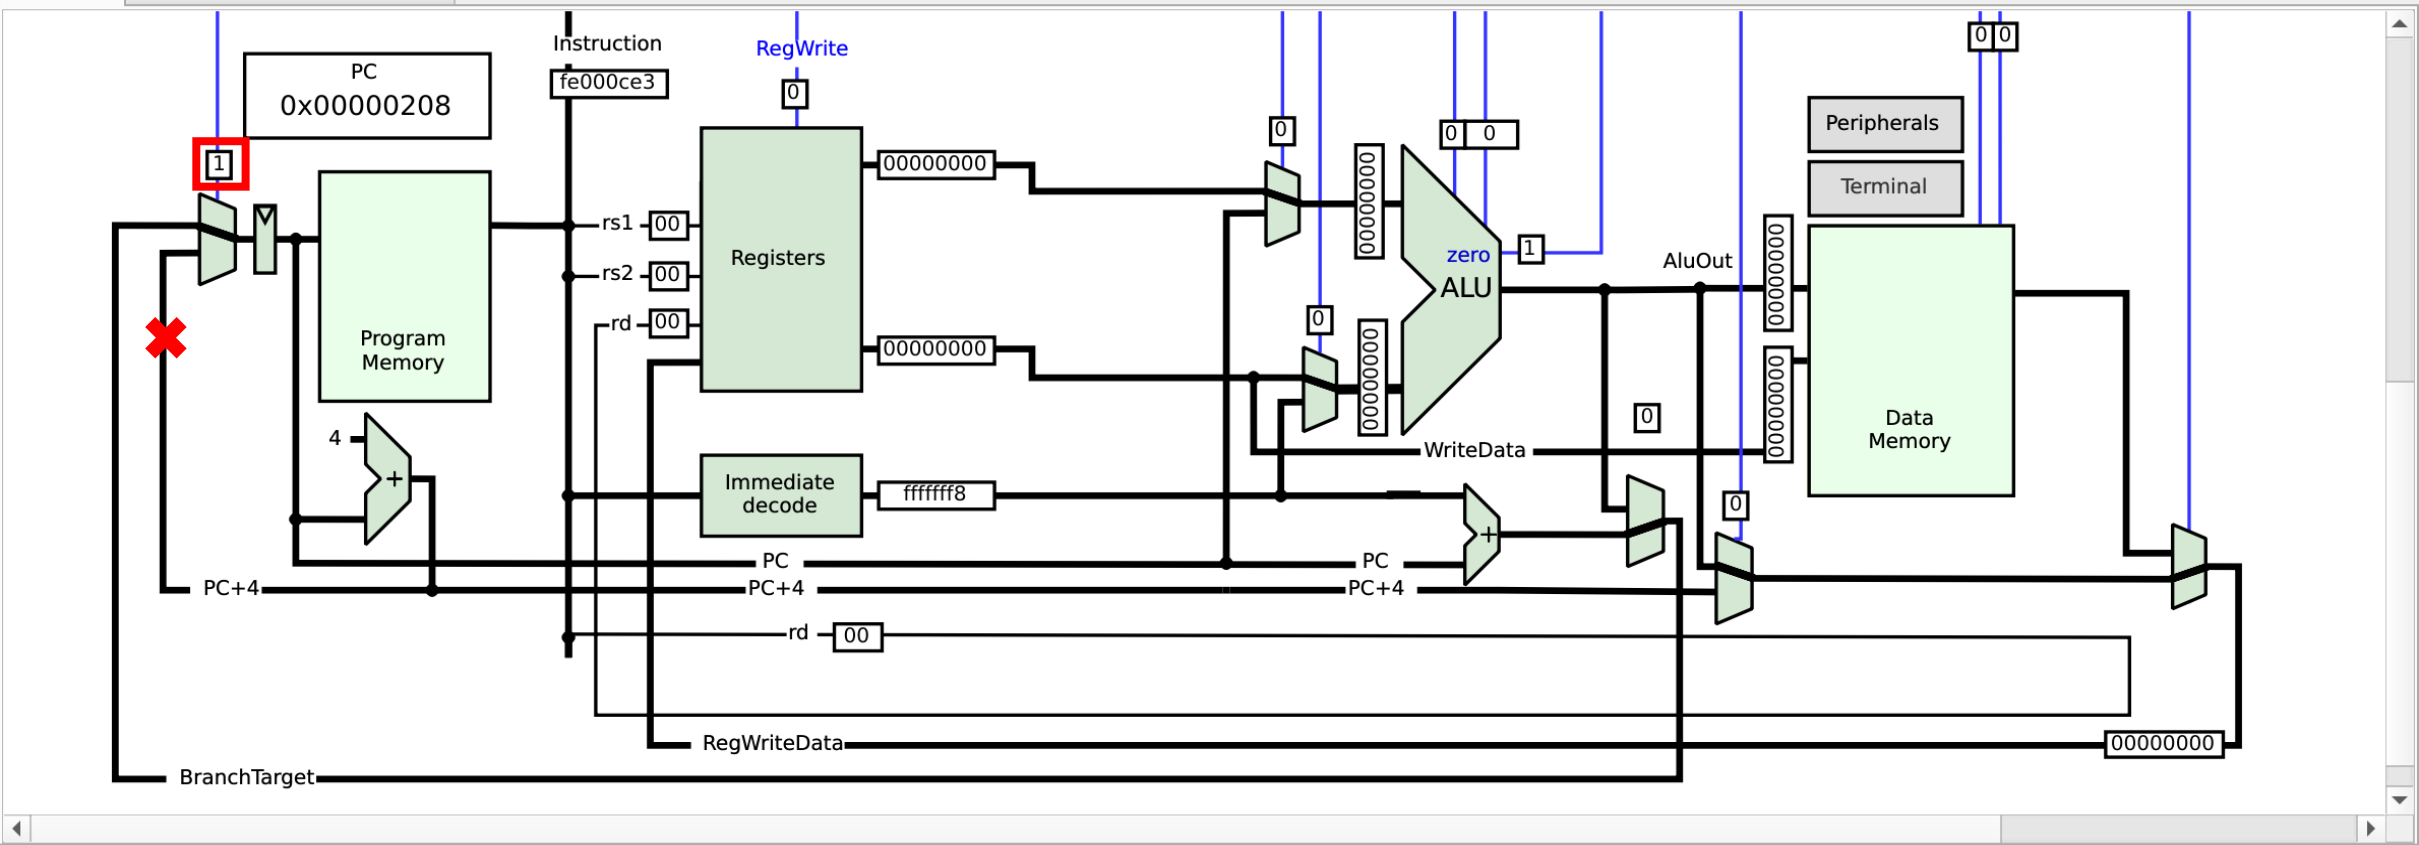 PC
0x00000208
1
Instruction
fe000ce3
RegWrite
0
0
0
0
0
0
0
Peripherals
Terminal
Program
Memory
rs1
00
rs2
00
rd
00
Registers
00000000
00000000
00000000
00000000
0
zero
ALU
1
AluOut
00000000
00000000
Data
Memory
4
+
Immediate
decode
fffffff8
WriteData
0
0
+
PC
PC
PC+4
PC+4
PC+4
rd
00
RegWriteData
00000000
BranchTarget